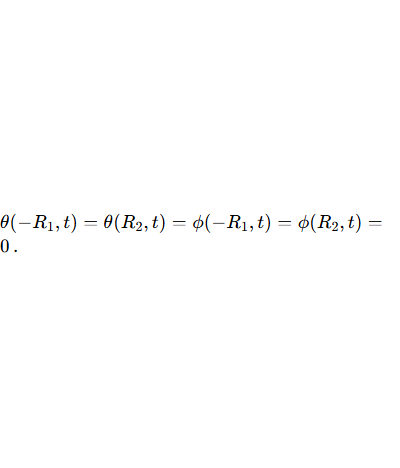 θ(−R₁, t) = θ(R₂, t) = ϕ(−R₁, t) = ϕ(R₂, t) =
0 .